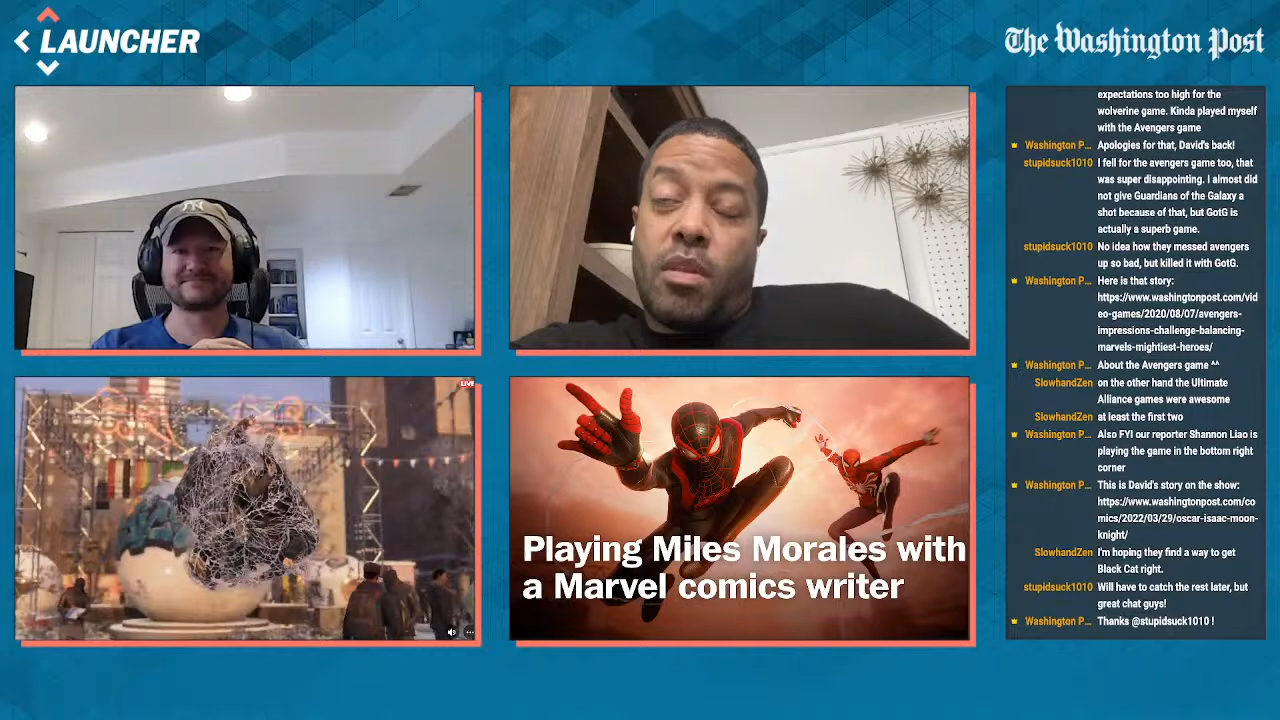 LAUNCHER
The Washington Post
LIVE
Playing Miles Morales with
a Marvel comics writer
expectations too high for the
wolverine game. Kinda played myself
with the Avengers game
Washington P... Apologies for that, David's back!
stupidsuck1010 I fell for the avengers game too, that
was super disappointing. I almost did
not give Guardians of the Galaxy a
shot because of that, but GotG is
actually a superb game.
stupidsuck1010 No idea how they messed avengers
up so bad, but killed it with GotG.
Washington P... Here is that story:
https://www.washingtonpost.com/vid
eo-games/2020/08/07/avengers-
impressions-challenge-balancing-
marvels-mightiest-heroes/
Washington P... About the Avengers game ^^
SlowhandZen on the other hand the Ultimate
Alliance games were awesome
SlowhandZen at least the first two
Washington P... Also FYI our reporter Shannon Liao is
playing the game in the bottom right
corner
Washington P... This is David's story on the show:
https://www.washingtonpost.com/co
mics/2022/03/29/oscar-isaac-moon-
knight/
SlowhandZen I'm hoping they find a way to get
Black Cat right.
stupidsuck1010 Will have to catch the rest later, but
great chat guys!
Washington P... Thanks @stupidsuck1010 !